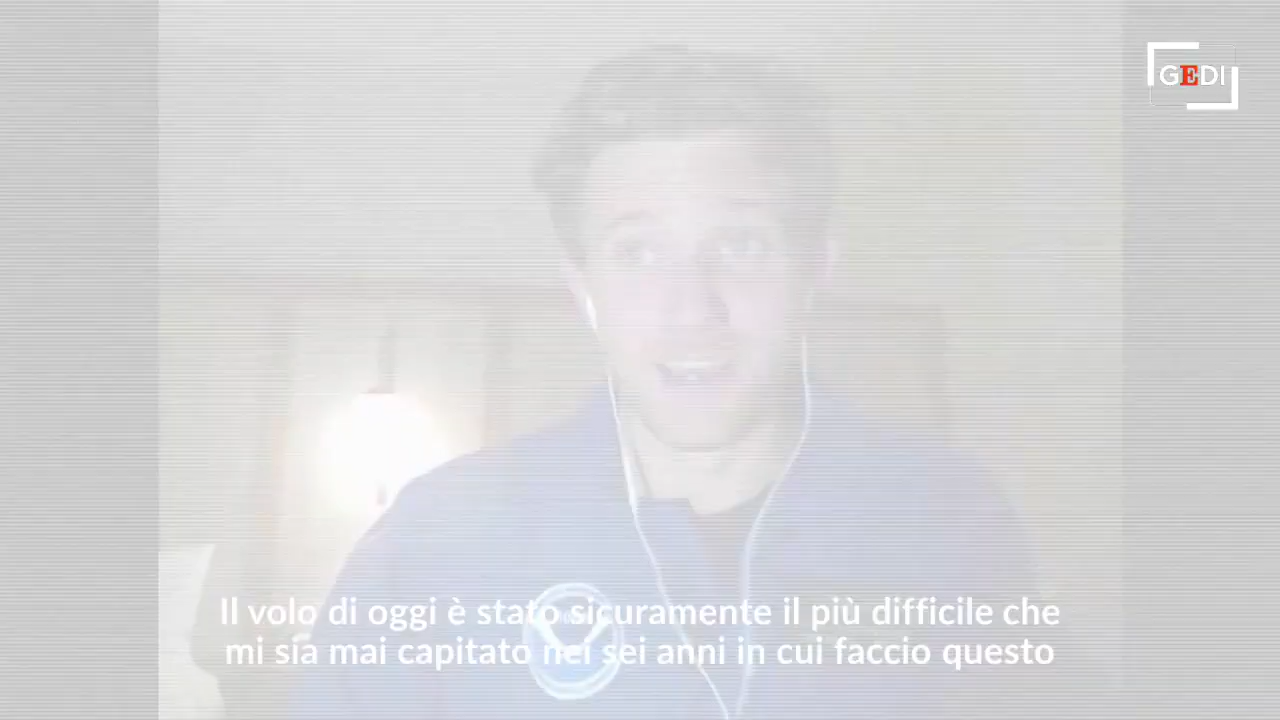 GEDI
Il volo di oggi è stato sicuramente il più difficile che
mi sia mai capitato nei sei anni in cui faccio questo